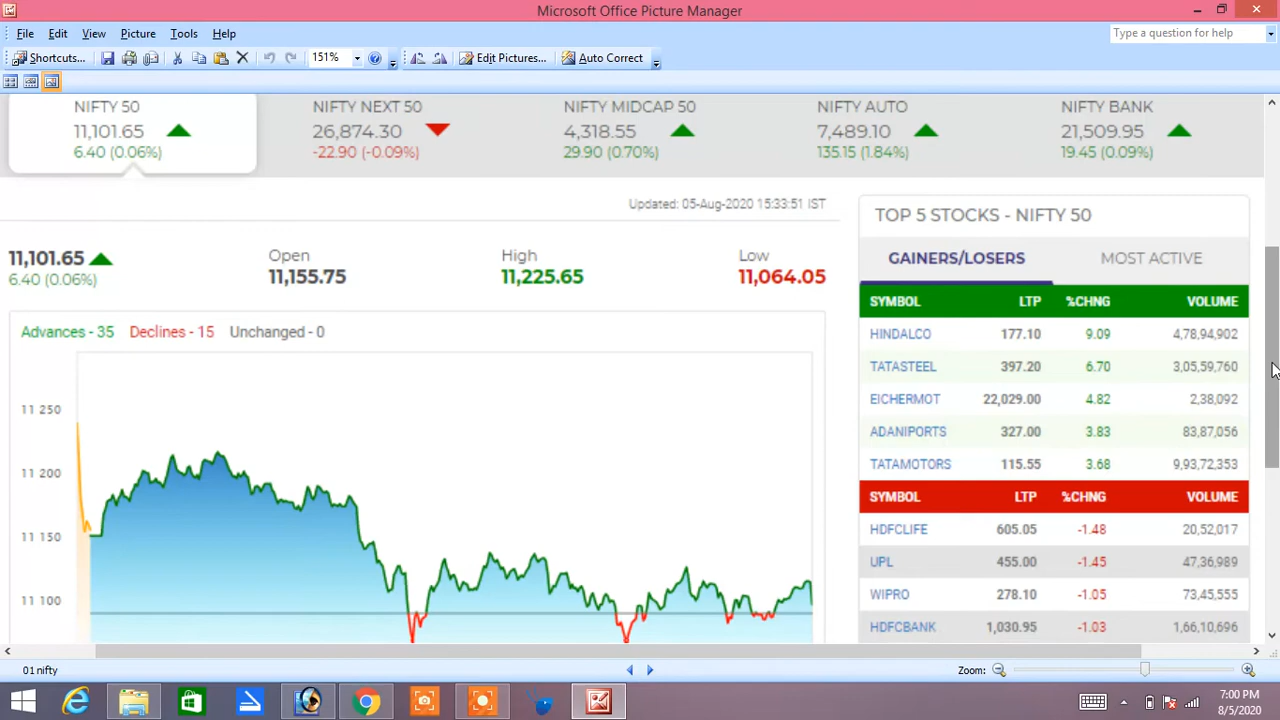 Microsoft Office Picture Manager
File Edit View Picture Tools Help
Type a question for help
Shortcuts... 151% Edit Pictures... Auto Correct
NIFTY 50 NIFTY NEXT 50 NIFTY MIDCAP 50 NIFTY AUTO NIFTY BANK
11,101.65 26,874.30 4,318.55 7,489.10 21,509.95
6.40 (0.06%) -22.90 (-0.09%) 29.90 (0.70%) 135.15 (1.84%) 19.45 (0.09%)
Updated: 05-Aug-2020 15:33:51 IST
11,101.65
6.40 (0.06%)
Open
11,155.75
High
11,225.65
Low
11,064.05
Advances - 35 Declines - 15 Unchanged - 0
11 250
11 200
11 150
11 100
TOP 5 STOCKS - NIFTY 50
GAINERS/LOSERS MOST ACTIVE
SYMBOL LTP %CHNG VOLUME
HINDALCO 177.10 9.09 4,78,94,902
TATASTEEL 397.20 6.70 3,05,59,760
EICHERMOT 22,029.00 4.82 2,38,092
ADANIPORTS 327.00 3.83 83,87,056
TATAMOTORS 115.55 3.68 9,93,72,353
SYMBOL LTP %CHNG VOLUME
HDFCLIFE 605.05 -1.48 20,52,017
UPL 455.00 -1.45 47,36,989
WIPRO 278.10 -1.05 73,45,555
HDFCBANK 1,030.95 -1.03 1,66,10,696
01 nifty
Zoom:
7:00 PM
8/5/2020